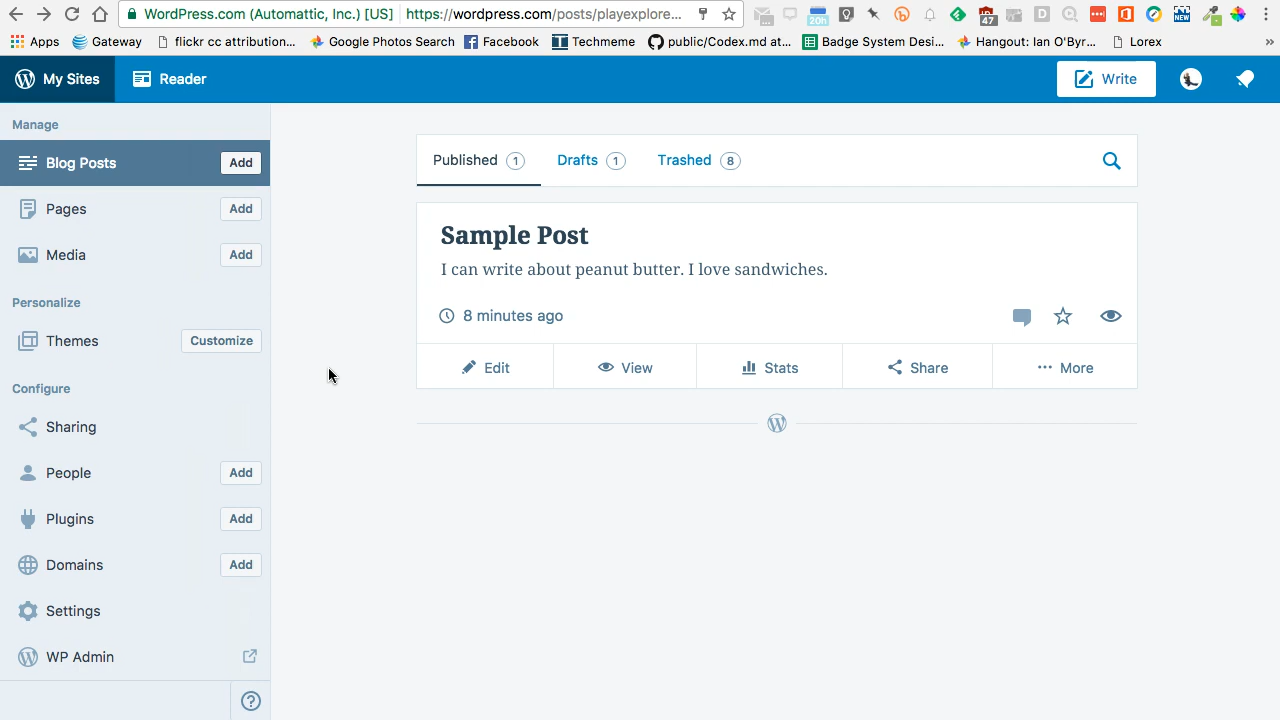 WordPress.com (Automattic, Inc.) [US] https://wordpress.com/posts/playexplore...
20h
47
D
NEW
Apps Gateway flickr cc attribution... Google Photos Search Facebook Techmeme public/Codex.md at... Badge System Desi... Hangout: Ian O'Byr... Lorex »
My Sites Reader Write
Manage
Blog Posts Add
Pages Add
Media Add
Personalize
Themes Customize
Configure
Sharing
People Add
Plugins Add
Domains Add
Settings
WP Admin
Published 1 Drafts 1 Trashed 8
Sample Post
I can write about peanut butter. I love sandwiches.
8 minutes ago
Edit View Stats Share More